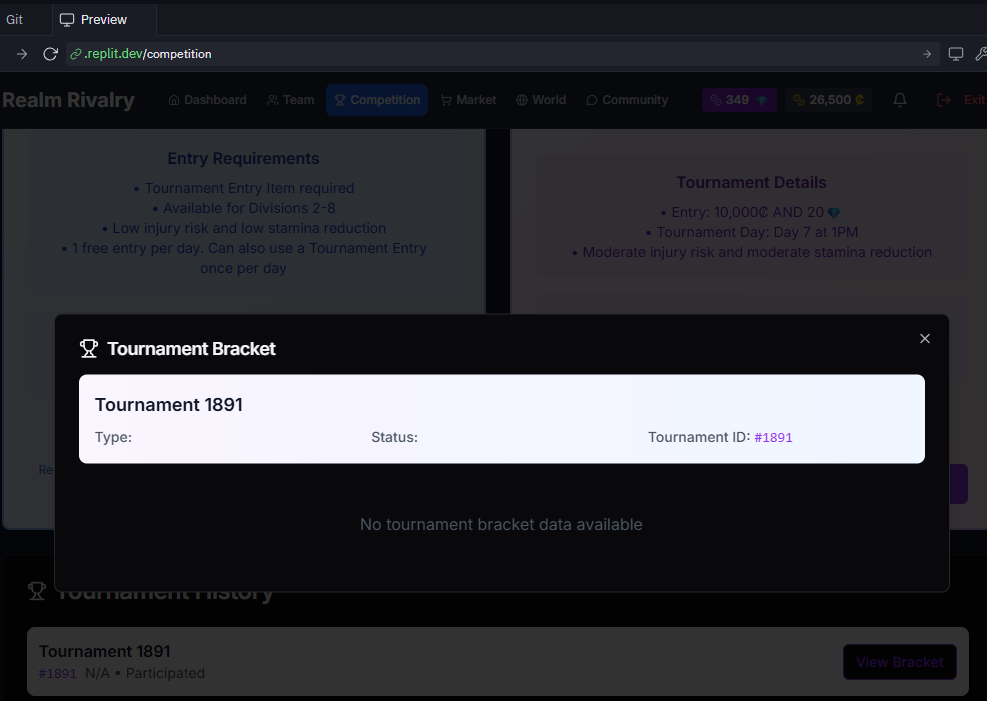 Git
Preview
.replit.dev/competition
Realm Rivalry
Dashboard
Team
Competition
Market
World
Community
349
26,500 ₡
Exit
Entry Requirements
• Tournament Entry Item required
• Available for Divisions 2-8
• Low injury risk and low stamina reduction
• 1 free entry per day. Can also use a Tournament Entry
once per day
Tournament Details
• Entry: 10,000₡ AND 20💎
• Tournament Day: Day 7 at 1PM
• Moderate injury risk and moderate stamina reduction
Tournament Bracket
Tournament 1891
Type:
Status:
Tournament ID: #1891
Re
No tournament bracket data available
Tournament History
Tournament 1891
#1891 N/A • Participated
View Bracket